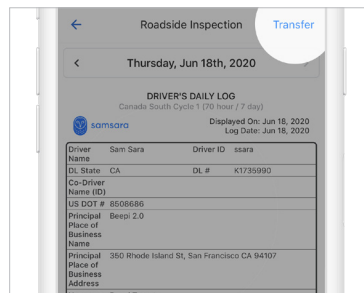 Roadside Inspection
Transfer
Thursday, Jun 18th, 2020
DRIVER'S DAILY LOG
Canada South Cycle 1 (70 hour / 7 day)
samsara
Displayed On: Jun 18, 2020
Log Date: Jun 18, 2020
Driver Name Sam Sara Driver ID ssara
DL State CA DL # K1735990
Co-Driver Name (ID)
US DOT # 8508686
Principal Place of Business Name Beepi 2.0
Principal Place of Business Address 350 Rhode Island St, San Francisco CA 94107